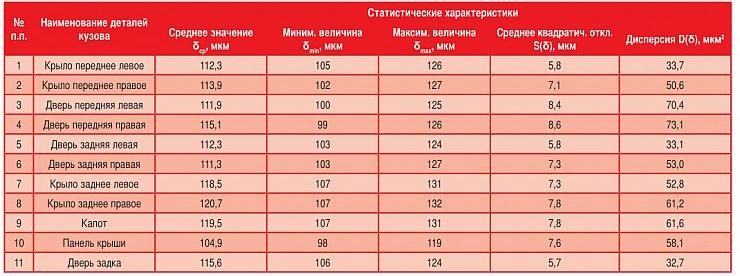 № п.п. Наименование деталей кузова Статистические характеристики
Среднее значение δср, мкм Миним. величина δmin, мкм Максим. величина δmax, мкм Среднее квадратич. откл. S(δ), мкм Дисперсия D(δ), мкм²
1 Крыло переднее левое 112,3 105 126 5,8 33,7
2 Крыло переднее правое 113,9 102 127 7,1 50,6
3 Дверь передняя левая 111,9 100 125 8,4 70,4
4 Дверь передняя правая 115,1 99 126 8,6 73,1
5 Дверь задняя левая 112,3 103 124 5,8 33,1
6 Дверь задняя правая 111,3 103 127 7,3 53,0
7 Крыло заднее левое 118,5 107 131 7,3 52,8
8 Крыло заднее правое 120,7 107 132 7,8 61,2
9 Капот 119,5 107 131 7,8 61,6
10 Панель крыши 104,9 98 119 7,6 58,1
11 Дверь задка 115,6 106 124 5,7 32,7